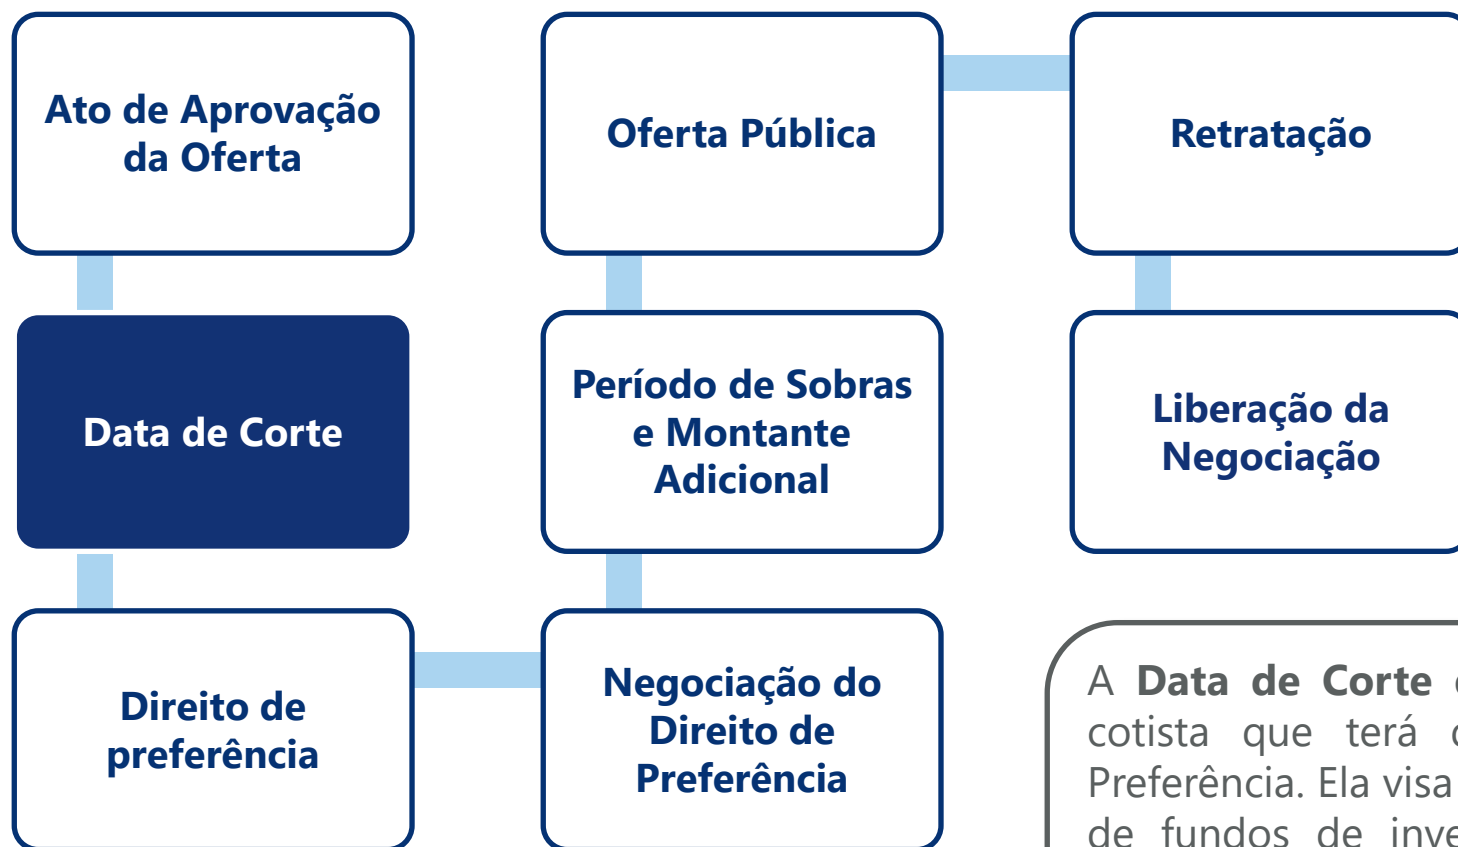 Ato de Aprovação
da Oferta
Data de Corte
Direito de
preferência
Negociação do
Direito de
Preferência
Período de Sobras
e Montante
Adicional
Oferta Pública
Retratação
Liberação da
Negociação
A Data de Corte
cotista que terá
Preferência. Ela visa
de fundos de